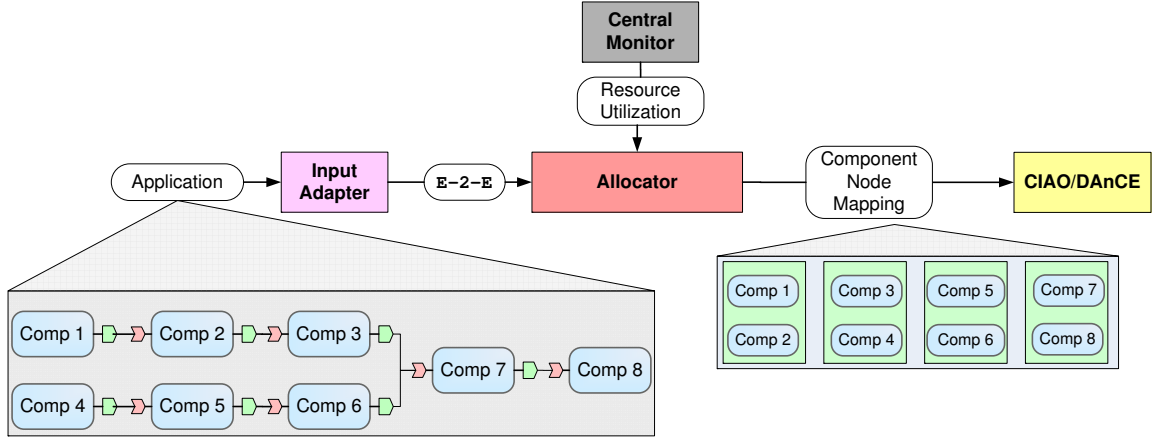 Central
Monitor
Resource
Utilization
Application
Input
Adapter
E-2-E
Allocator
Component
Node
Mapping
CIAO/DAnCE
Comp 1
Comp 2
Comp 3
Comp 4
Comp 5
Comp 6
Comp 7
Comp 8
Comp 1
Comp 3
Comp 5
Comp 7
Comp 2
Comp 4
Comp 6
Comp 8